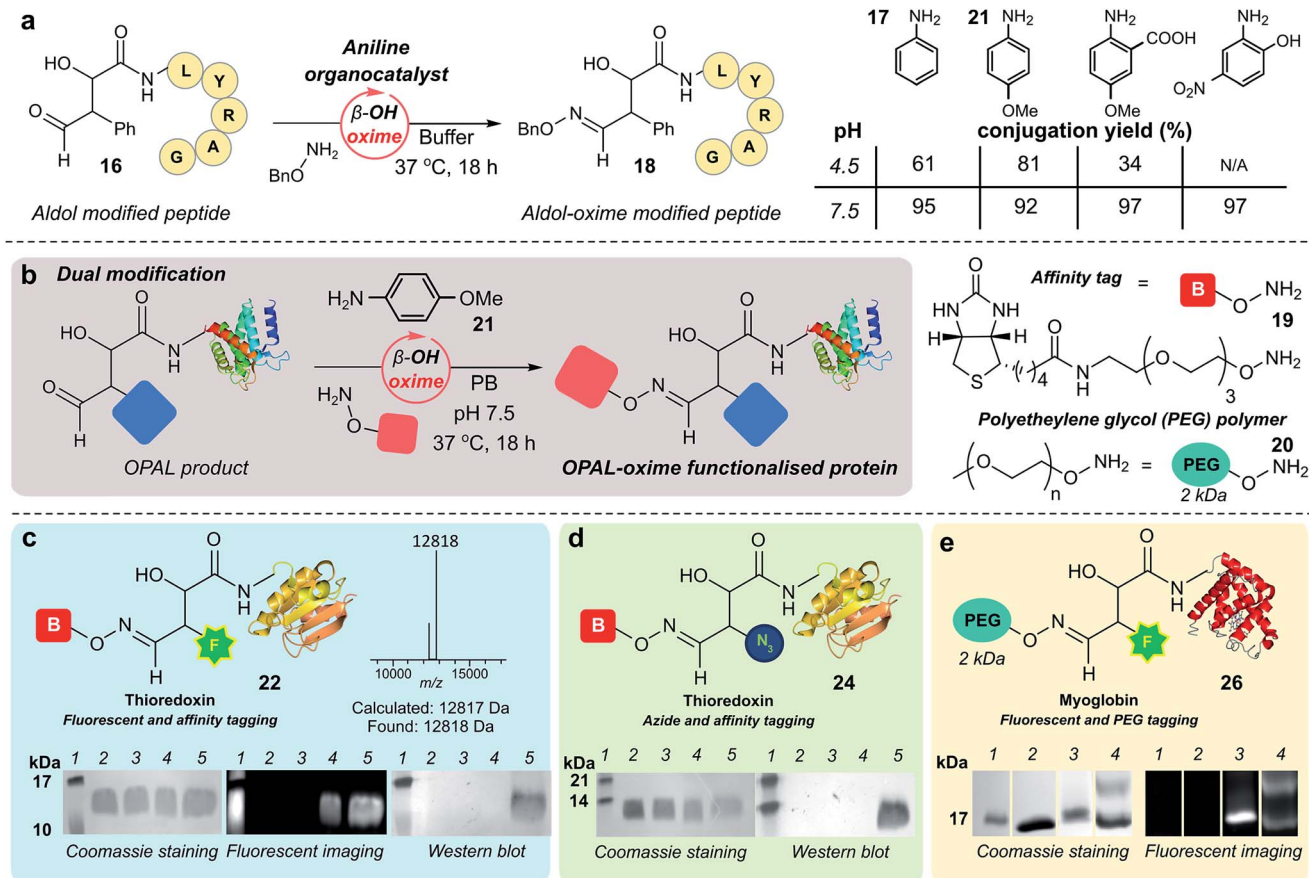 a
O
HO
N
H
O
H
Ph
16
L
Y
R
A
G
Aldol modified peptide
Aniline
organocatalyst
β-OH
oxime
Buffer
NH2
BnO
37 °C, 18 h
O
HO
N
H
N
BnO
H
Ph
18
L
Y
R
A
G
Aldol-oxime modified peptide
17 NH2
21 NH2
OMe
NH2
COOH
OMe
NH2
OH
O2N
pH conjugation yield (%)
4.5 61 81 34 N/A
7.5 95 92 97 97
b Dual modification
O
HO
N
H
O
H
OPAL product
H2N
OMe
21
β-OH
oxime
PB
H2N
O
pH 7.5
37 °C, 18 h
O
HO
N
H
N
O
H
OPAL-oxime functionalised protein
Affinity tag = B O NH2
19
O
HN NH
H H
S
4
O
N
H
O
3
O NH2
Polyetheylene glycol (PEG) polymer
20
O
n
O NH2 = PEG O NH2
2 kDa
c
O
HO
N
H
B
O
N
H
F
22
Thioredoxin
Fluorescent and affinity tagging
12818
10000 15000
m/z
Calculated: 12817 Da
Found: 12818 Da
kDa 1 2 3 4 5 1 2 3 4 5 1 2 3 4 5
17
10
Coomassie staining Fluorescent imaging Western blot
d
O
HO
N
H
B
O
N
H
N3
24
Thioredoxin
Azide and affinity tagging
kDa 1 2 3 4 5 1 2 3 4 5
21
14
Coomassie staining Western blot
e
O
HO
N
H
PEG
2 kDa
O
N
H
F
26
Myoglobin
Fluorescent and PEG tagging
kDa 1 2 3 4 1 2 3 4
17
Coomassie staining Fluorescent imaging